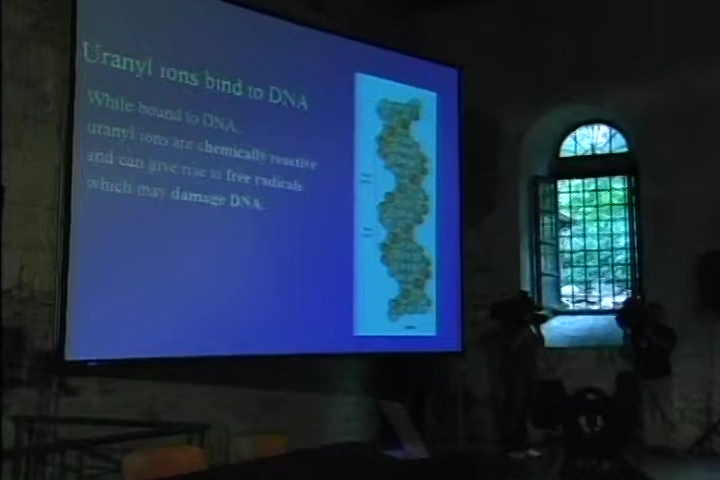 Uranyl ions bind to DNA
While bound to DNA,
uranyl ions are chemically reactive
and can give rise to free radicals
which may damage DNA.